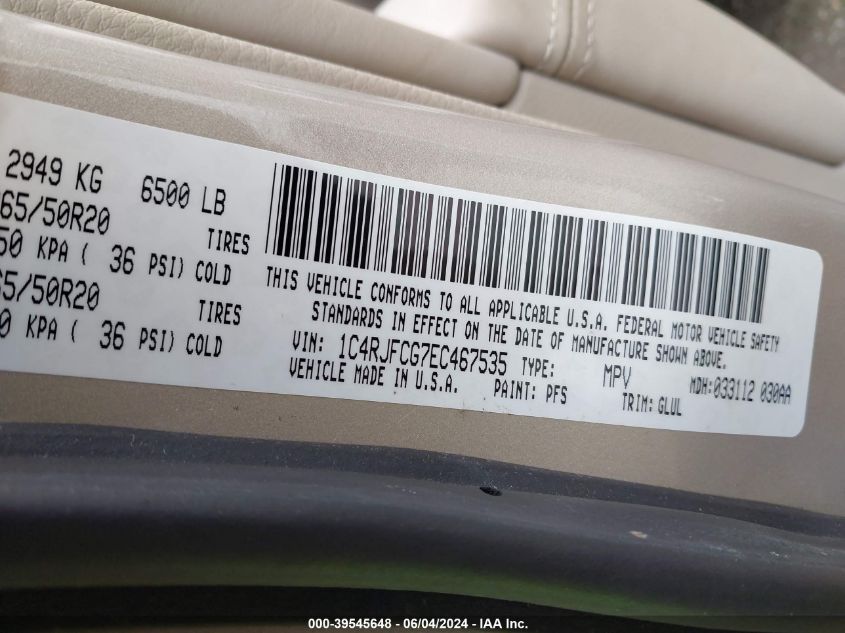 2949 KG 6500 LB
65/50R20 TIRES
50 KPA ( 36 PSI) COLD
65/50R20 TIRES
0 KPA ( 36 PSI) COLD
THIS VEHICLE CONFORMS TO ALL APPLICABLE U.S.A. FEDERAL MOTOR VEHICLE SAFETY
STANDARDS IN EFFECT ON THE DATE OF MANUFACTURE SHOWN ABOVE.
VIN: 1C4RJFCG7EC467535 TYPE: MPV MDH:033112 030AA
VEHICLE MADE IN U.S.A. PAINT: PFS TRIM: GLUL
000-39545648 - 06/04/2024 - IAA Inc.